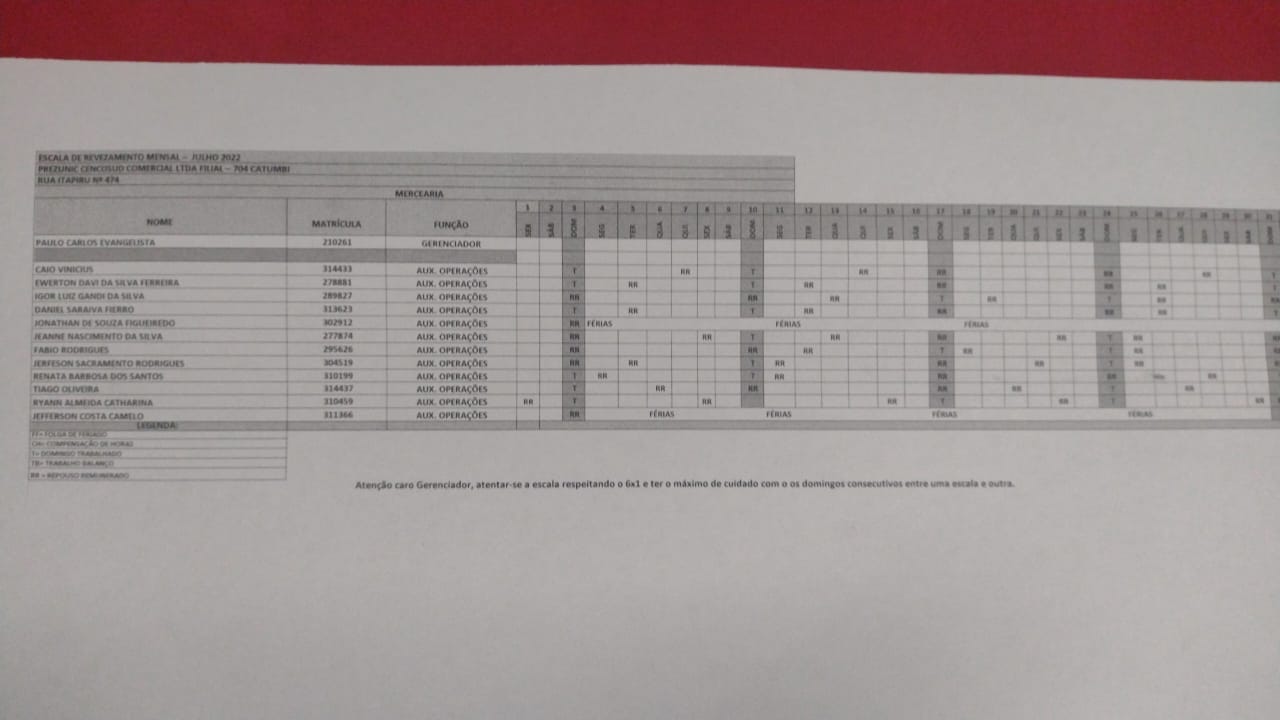 ESCALA DE REVEZAMENTO MENSAL – JULHO 2022
PREZUNIC CENCOSUD COMERCIAL LTDA FILIAL – 704 CATUMBI
RUA ITAPIRU Nº 474
MERCEARIA
NOME MATRÍCULA FUNÇÃO 1 2 3 4 5 6 7 8 9 10 11 12 13 14 15 16 17 18 19 20 21 22 23 24 25 26 27 28 29 30 31
SEX SÁB DOM SEG TER QUA QUI SEX SÁB DOM SEG TER QUA QUI SEX SÁB DOM SEG TER QUA QUI SEX SÁB DOM SEG TER QUA
PAULO CARLOS EVANGELISTA 210261 GERENCIADOR
CAIO VINICIUS 314433 AUX. OPERAÇÕES T RR T RR RR RR RR T
EWERTON DAVI DA SILVA FERREIRA 278881 AUX. OPERAÇÕES T RR T RR RR RR RR T
IGOR LUIZ GANDI DA SILVA 289827 AUX. OPERAÇÕES RR RR RR T RR T RR
DANIEL SARAIVA FIERRO 313623 AUX. OPERAÇÕES T RR T RR RR RR RR
JONATHAN DE SOUZA FIGUEIREDO 302912 AUX. OPERAÇÕES RR FÉRIAS FÉRIAS FÉRIAS
JEANNE NASCIMENTO DA SILVA 277874 AUX. OPERAÇÕES RR RR T RR RR RR T RR
FABIO RODRIGUES 295626 AUX. OPERAÇÕES RR RR RR T RR T RR
JERFESON SACRAMENTO RODRIGUES 304519 AUX. OPERAÇÕES RR RR T RR RR RR T RR
RENATA BARBOSA DOS SANTOS 310199 AUX. OPERAÇÕES T RR T RR RR RR RR
TIAGO OLIVEIRA 314437 AUX. OPERAÇÕES T RR RR RR RR T RR
RYANN ALMEIDA CATHARINA 310459 AUX. OPERAÇÕES RR T RR RR T RR T RR
JEFFERSON COSTA CAMELO 311366 AUX. OPERAÇÕES RR FÉRIAS FÉRIAS FÉRIAS FÉRIAS
LEGENDA:
FF= FOLGA DE FERIADO
CH= COMPENSAÇÃO DE HORAS
T= DOMINGO TRABALHADO
TB= TRABALHO BALANÇO
RR = REPOUSO REMUNERADO
Atenção caro Gerenciador, atentar-se a escala respeitando o 6x1 e ter o máximo de cuidado com o os domingos consecutivos entre uma escala e outra.